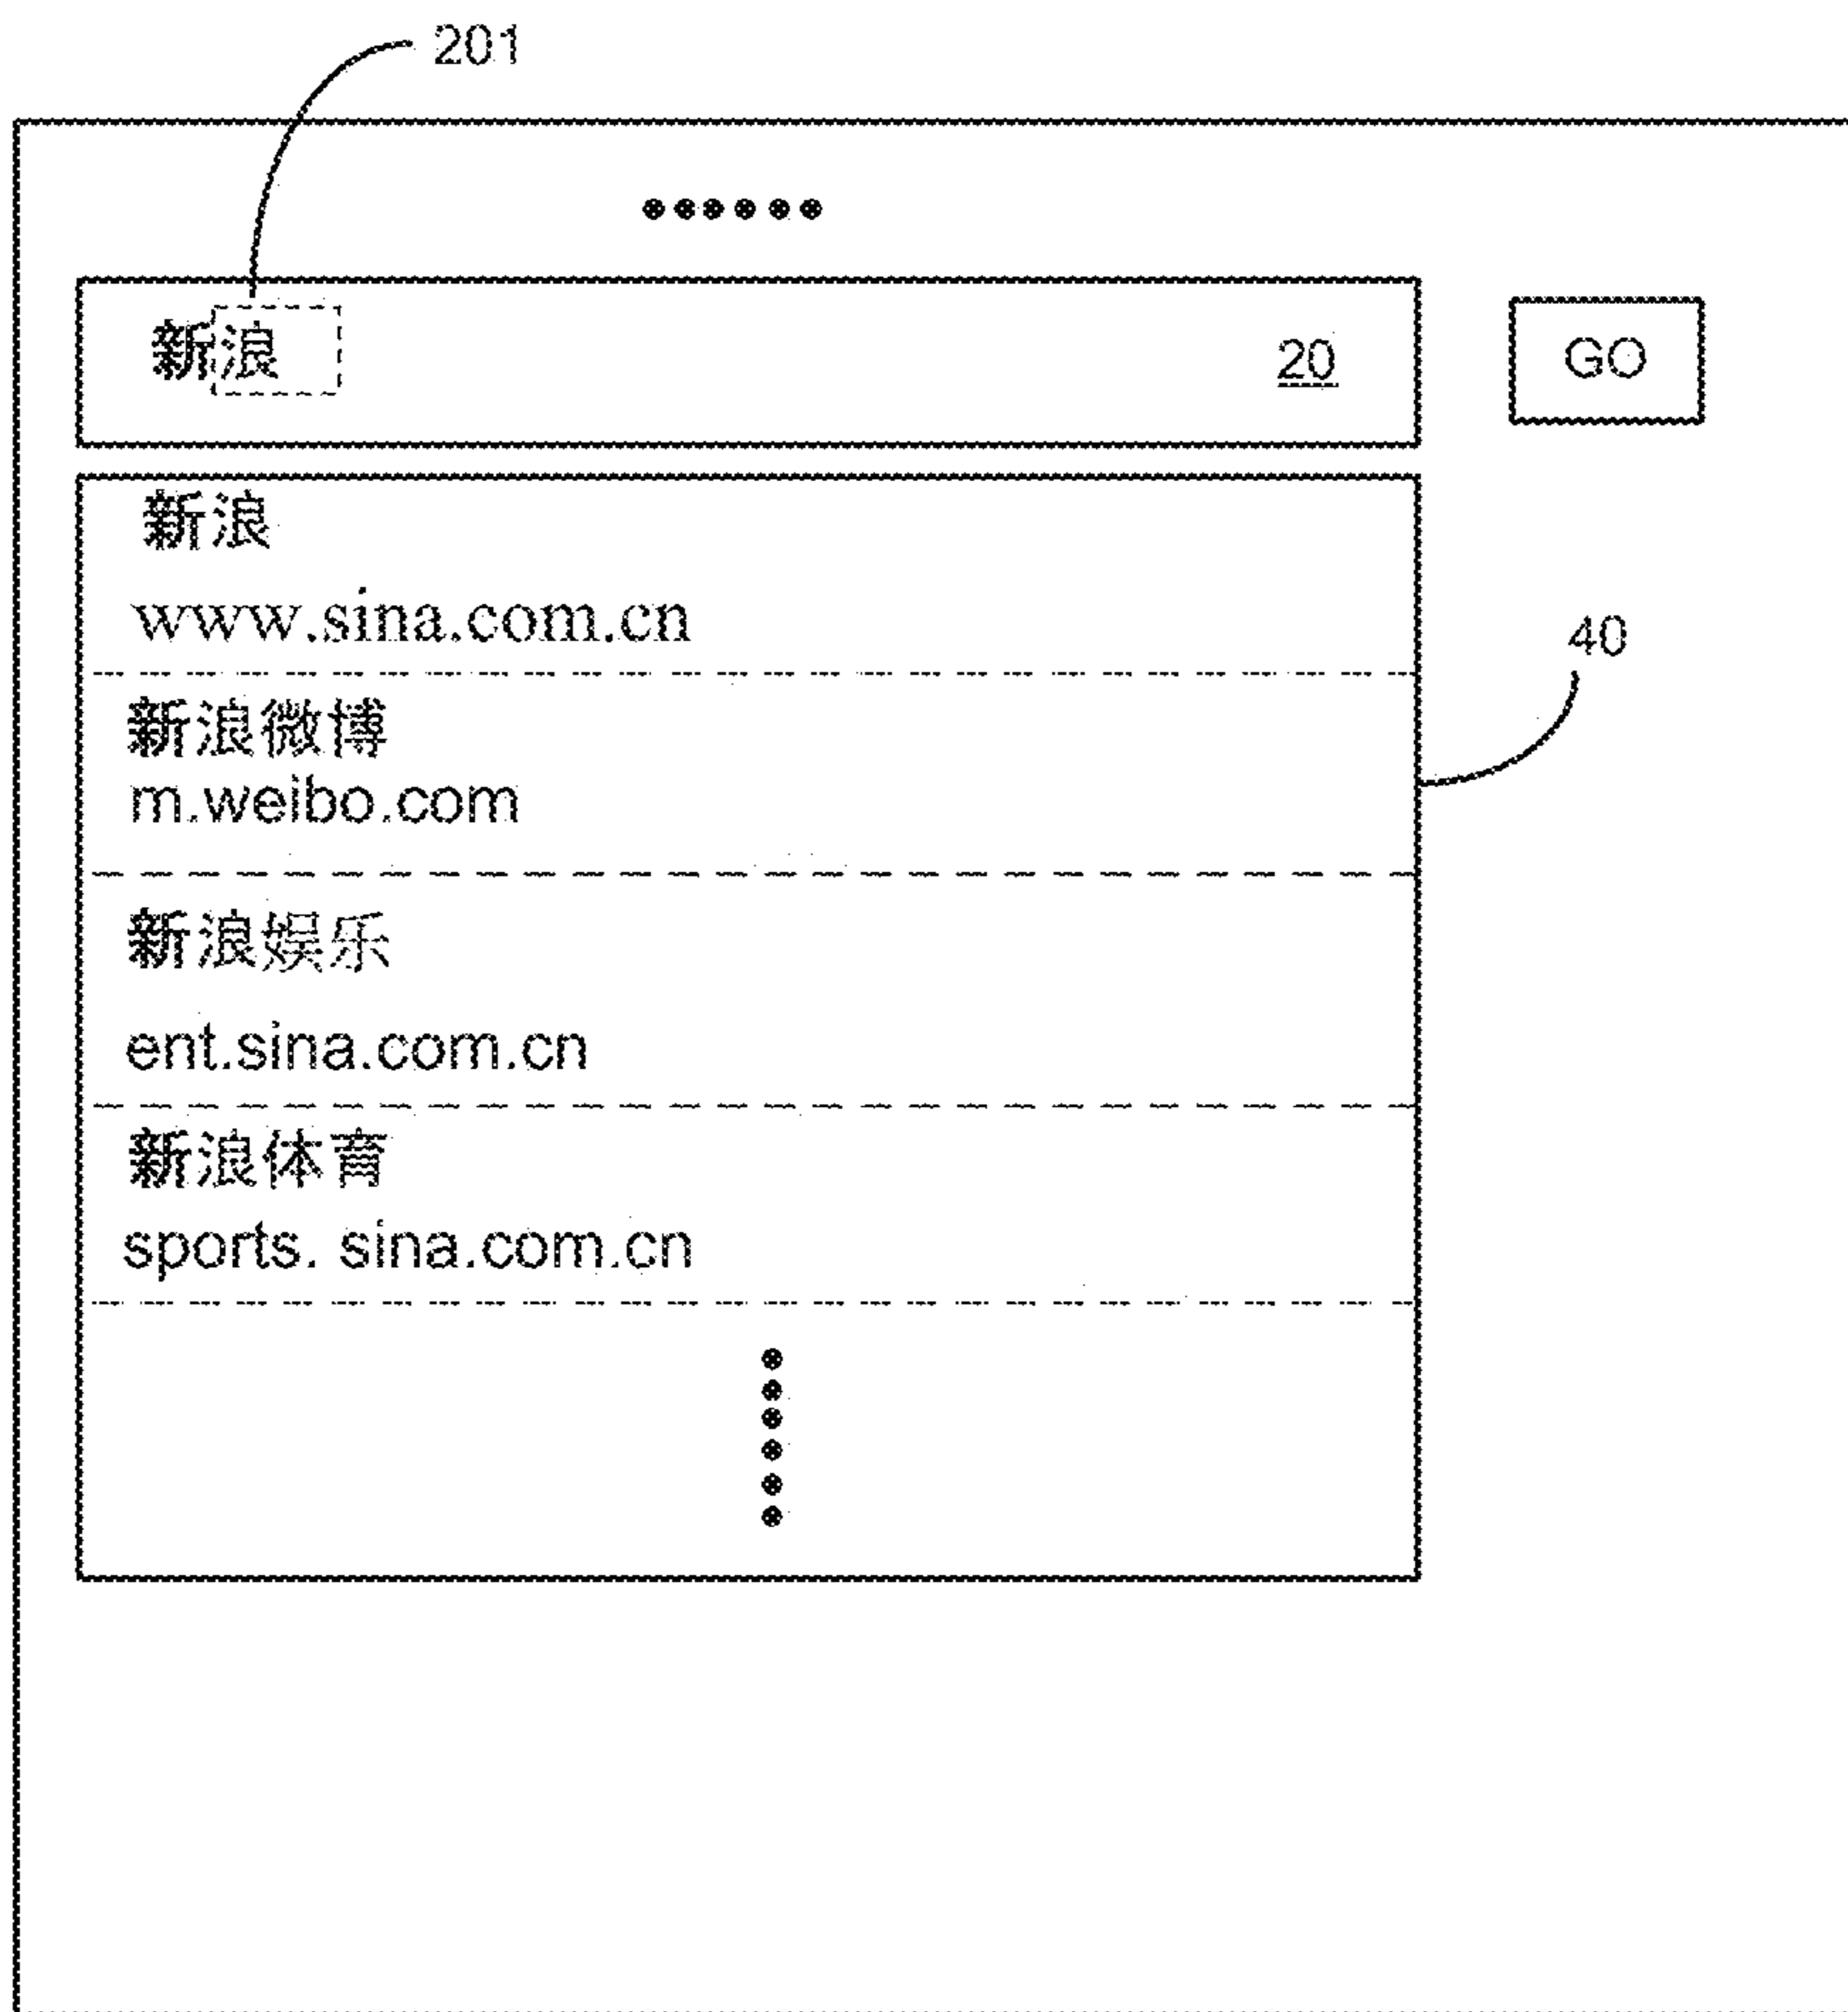 201
新浪 20 GO
新浪
www.sina.com.cn
40
新浪微博
m.weibo.com
新浪娱乐
ent.sina.com.cn
新浪体育
sports. sina.com.cn